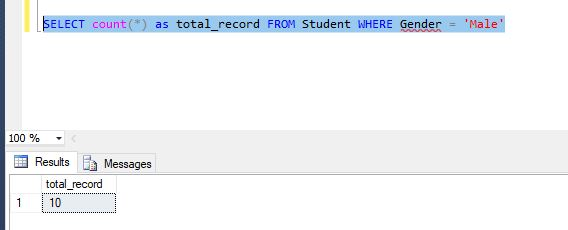 SELECT count(*) as total_record FROM Student WHERE Gender = 'Male'
100 %
Results Messages
total_record
1 10